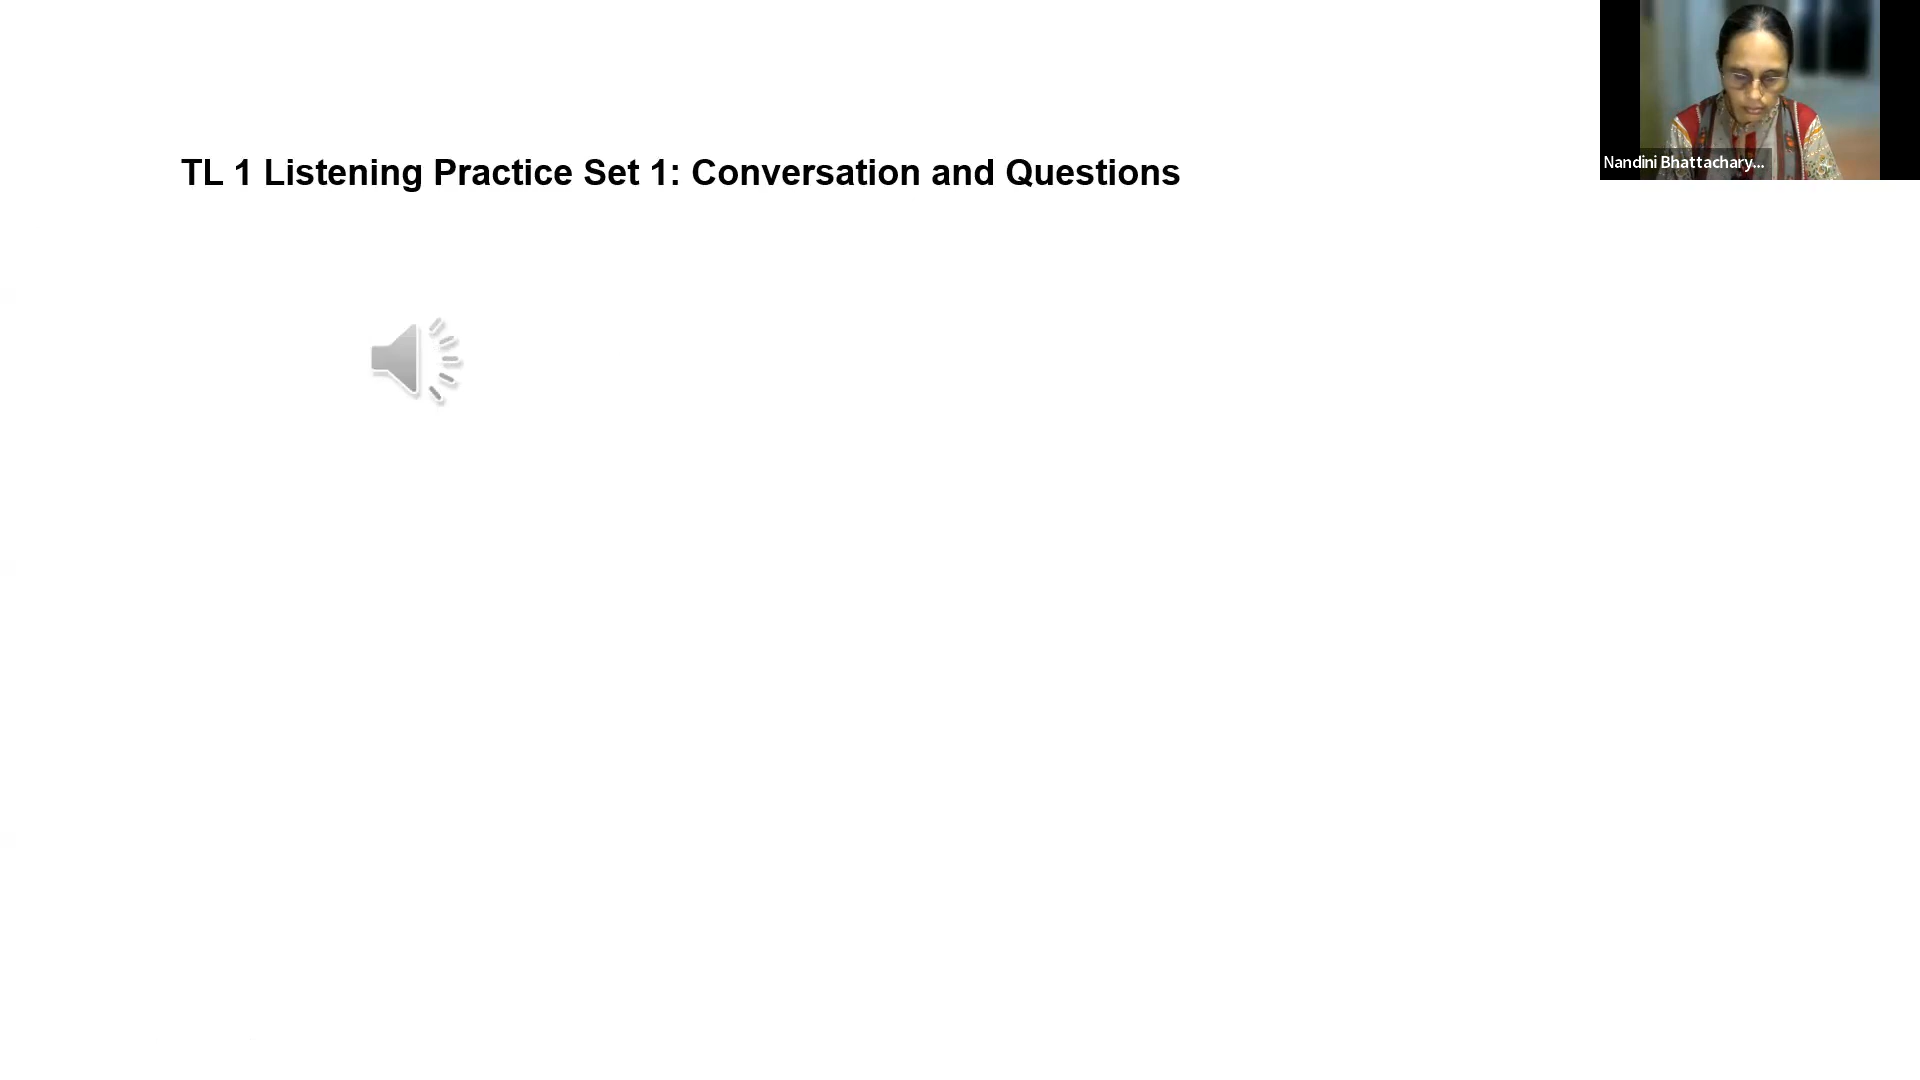 TL 1 Listening Practice Set 1: Conversation and Questions
Nandini Bhattachary...